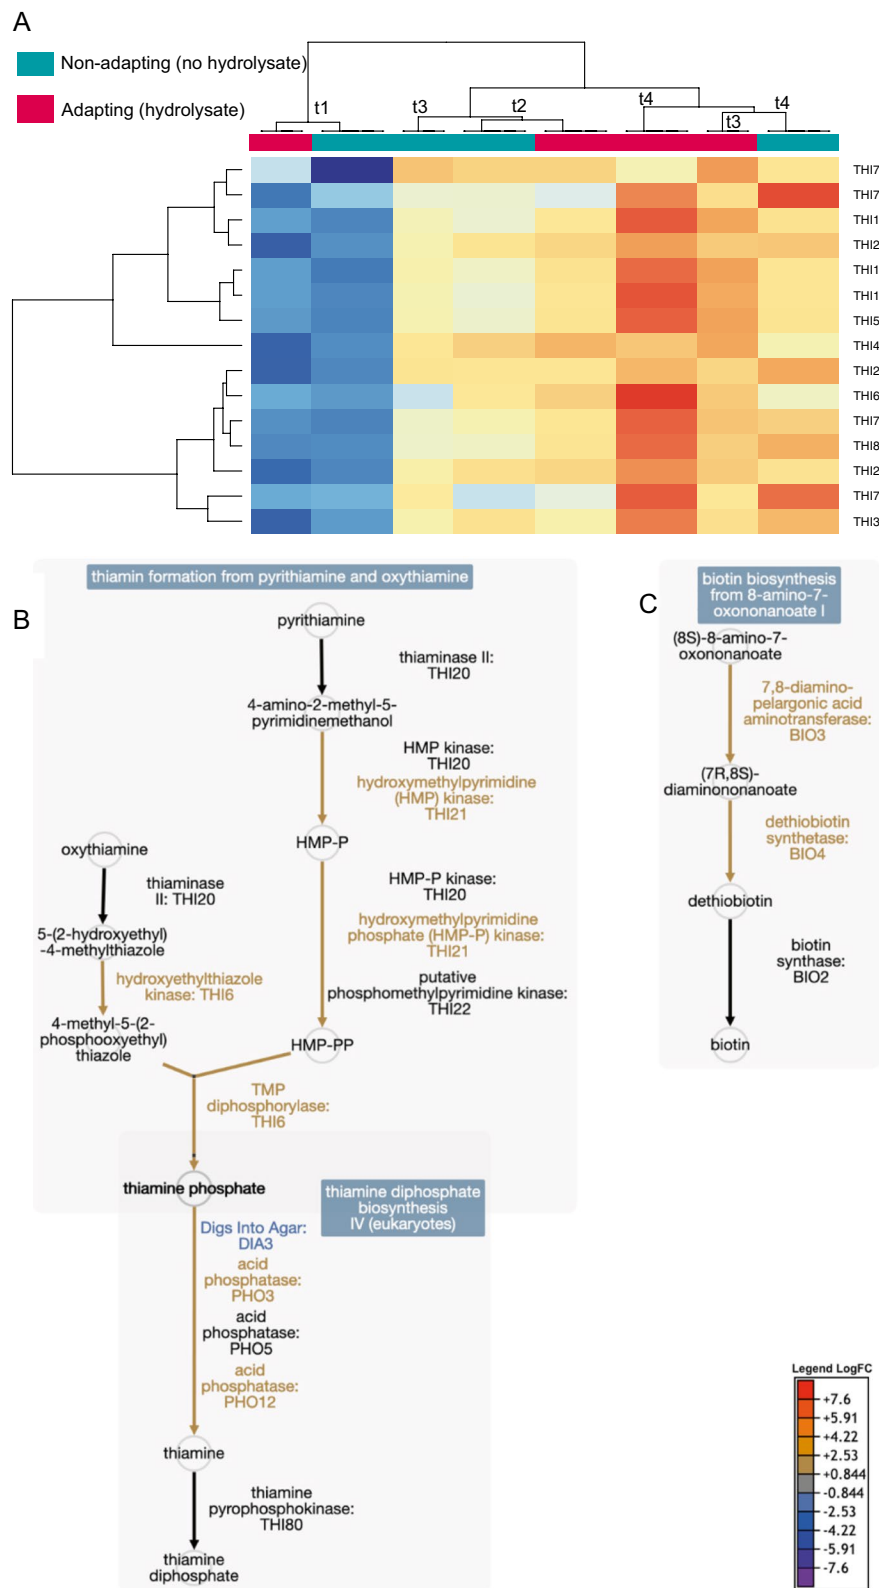 A
Non-adapting (no hydrolysate)
Adapting (hydrolysate)
t1
t3
t2
t4
t3
t4
THI7
THI7
THI1
THI2
THI1
THI1
THI5
THI4
THI2
THI6
THI7
THI8
THI2
THI7
THI3
B
thiamin formation from pyrithiamine and oxythiamine
pyrithiamine
thiaminase II:
THI20
4-amino-2-methyl-5-
pyrimidinemethanol
HMP kinase:
THI20
hydroxymethylpyrimidine
(HMP) kinase:
THI21
HMP-P
oxythiamine
thiaminase
II: THI20
HMP-P kinase:
THI20
hydroxymethylpyrimidine
phosphate (HMP-P) kinase:
THI21
5-(2-hydroxyethyl)
-4-methylthiazole
hydroxyethylthiazole
kinase: THI6
putative
phosphomethylpyrimidine kinase:
THI22
4-methyl-5-(2-
phosphooxyethyl)
thiazole
HMP-PP
TMP
diphosphorylase:
THI6
thiamine phosphate
thiamine diphosphate
biosynthesis
IV (eukaryotes)
Digs Into Agar:
DIA3
acid
phosphatase:
PHO3
acid
phosphatase:
PHO5
acid
phosphatase:
PHO12
thiamine
thiamine
pyrophosphokinase:
THI80
thiamine
diphosphate
C
biotin biosynthesis
from 8-amino-7-
oxononanoate I
(8S)-8-amino-7-
oxononanoate
7,8-diamino-
pelargonic acid
aminotransferase:
BIO3
(7R,8S)-
diaminononanoate
dethiobiotin
synthetase:
BIO4
dethiobiotin
biotin
synthase:
BIO2
biotin
Legend LogFC
+7.6
+5.91
+4.22
+2.53
+0.844
-0.844
-2.53
-4.22
-5.91
-7.6